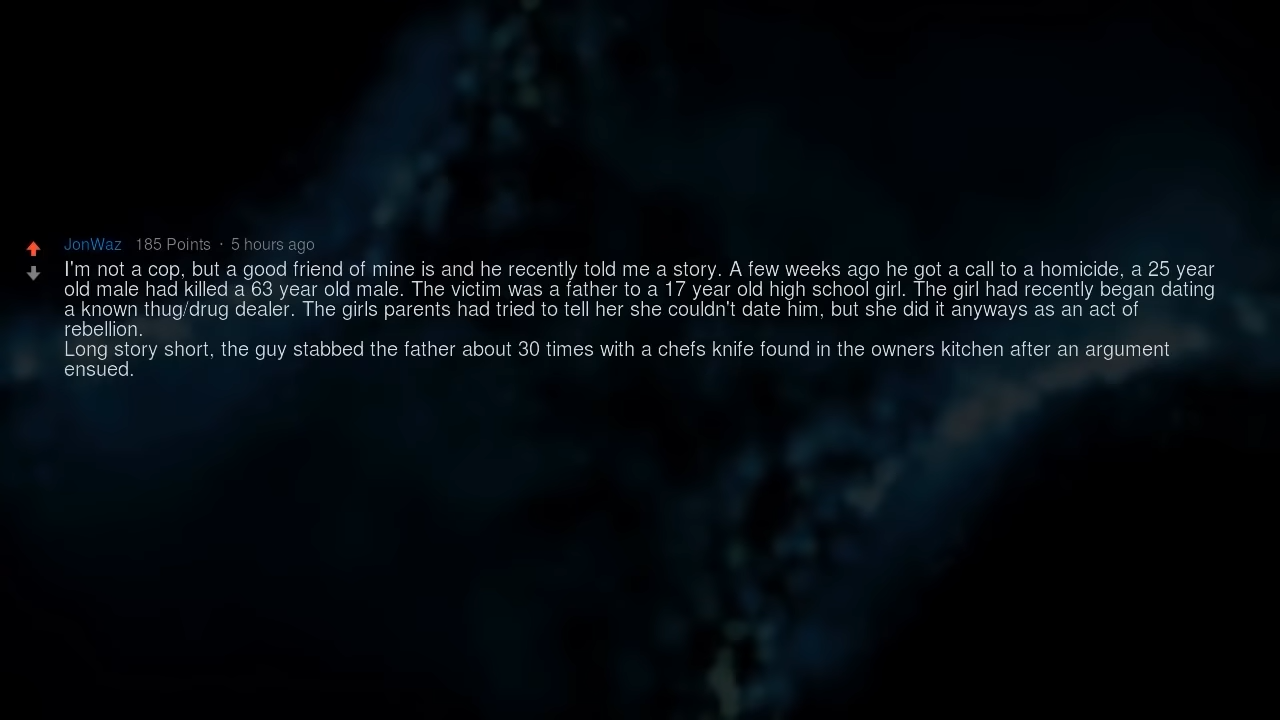 JonWaz 185 Points · 5 hours ago
I'm not a cop, but a good friend of mine is and he recently told me a story. A few weeks ago he got a call to a homicide, a 25 year
old male had killed a 63 year old male. The victim was a father to a 17 year old high school girl. The girl had recently began dating
a known thug/drug dealer. The girls parents had tried to tell her she couldn't date him, but she did it anyways as an act of
rebellion.
Long story short, the guy stabbed the father about 30 times with a chefs knife found in the owners kitchen after an argument
ensued.